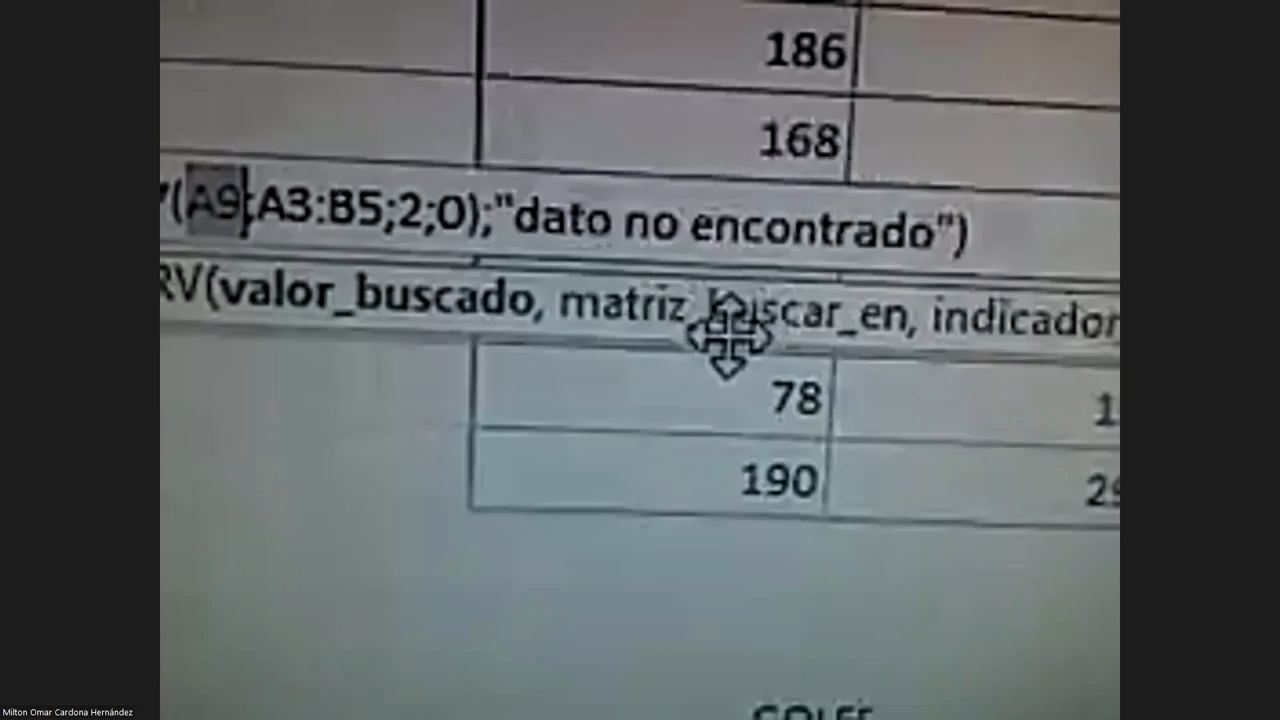 186
168
(A9;A3:B5;2;0);"dato no encontrado")
RV(valor_buscado, matriz_buscar_en, indicador
78
190
Milton Omar Cardona Hernández